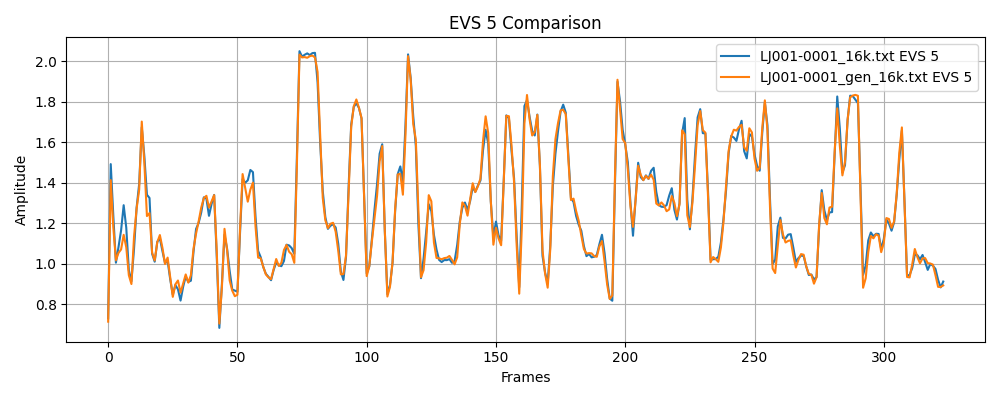 EVS 5 Comparison
LJ001-0001_16k.txt EVS 5
LJ001-0001_gen_16k.txt EVS 5
Amplitude
2.0
1.8
1.6
1.4
1.2
1.0
0.8
0
50
100
150
200
250
300
Frames